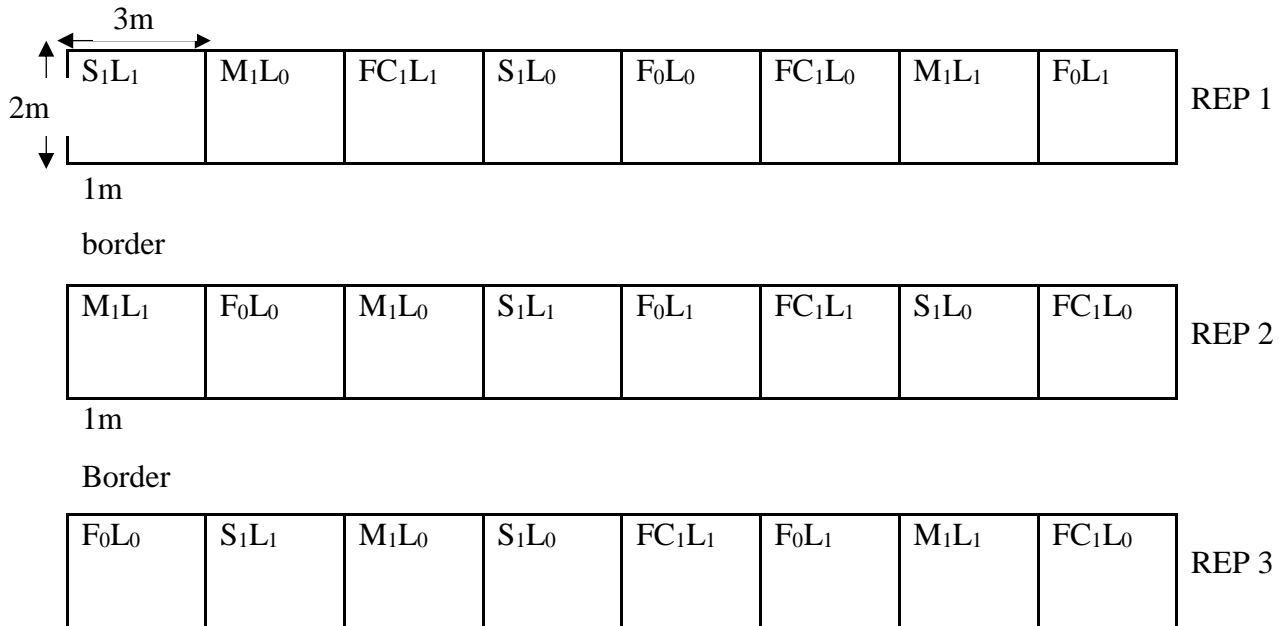 3m
2m
S₁L₁ M₁L₀ FC₁L₁ S₁L₀ F₀L₀ FC₁L₀ M₁L₁ F₀L₁ REP 1
1m
border
M₁L₁ F₀L₀ M₁L₀ S₁L₁ F₀L₁ FC₁L₁ S₁L₀ FC₁L₀ REP 2
1m
Border
F₀L₀ S₁L₁ M₁L₀ S₁L₀ FC₁L₁ F₀L₁ M₁L₁ FC₁L₀ REP 3